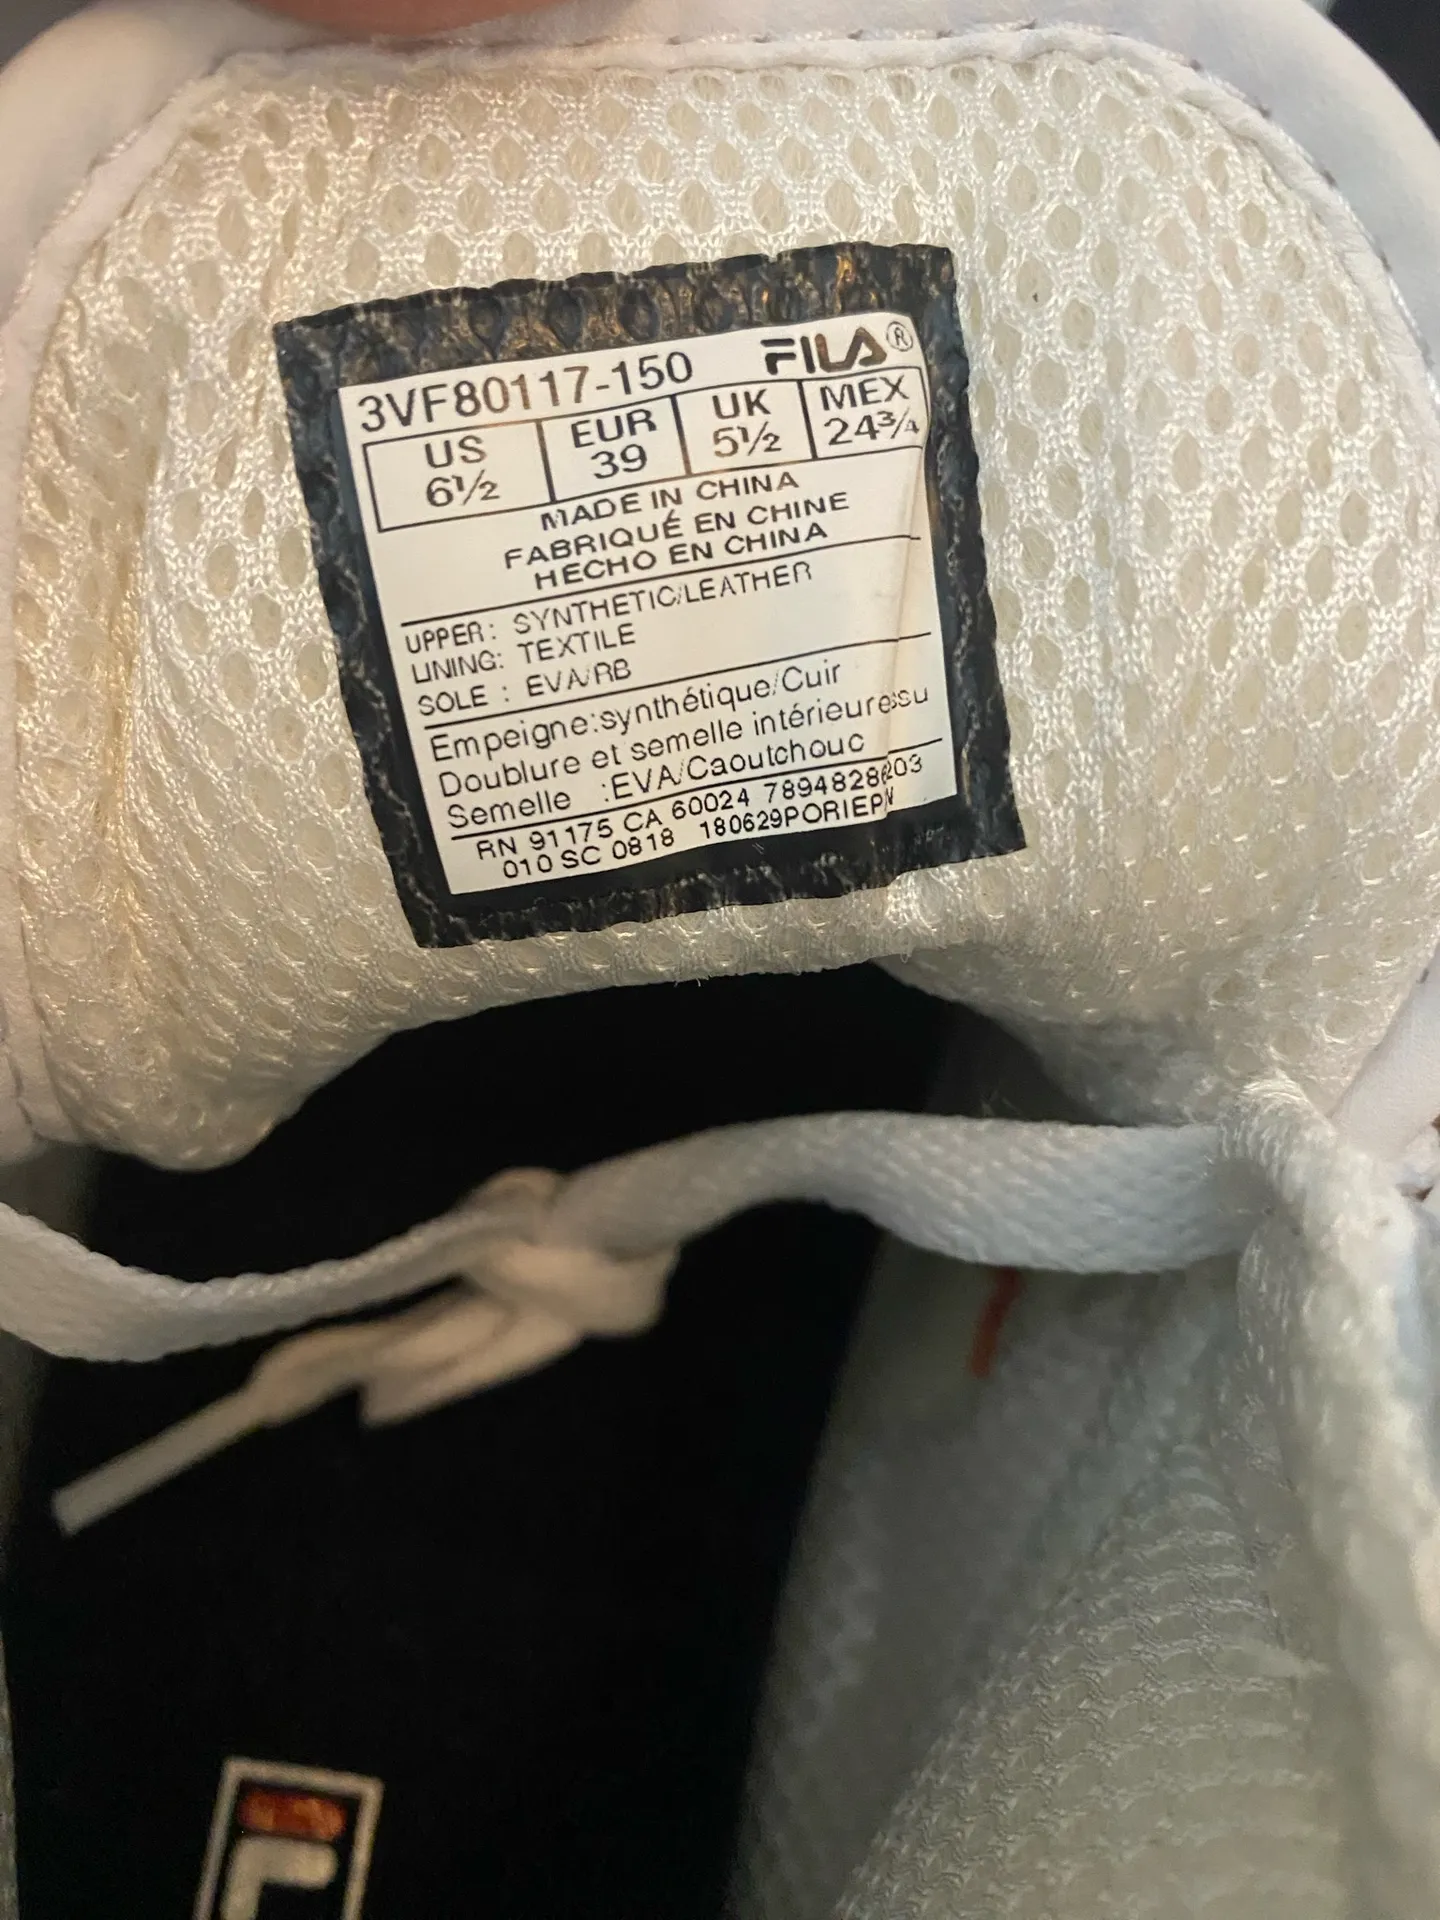 3VF80117-150 FILA®
US EUR UK MEX
6½ 39 5½ 24¾
MADE IN CHINA
FABRIQUÉ EN CHINE
HECHO EN CHINA
UPPER: SYNTHETIC/LEATHER
LINING: TEXTILE
SOLE : EVA/RB
Empeigne:synthétique/Cuir
Doublure et semelle intérieure:
Semelle :EVA/Caoutchouc
RN 91175 CA 60024
010 SC 0818